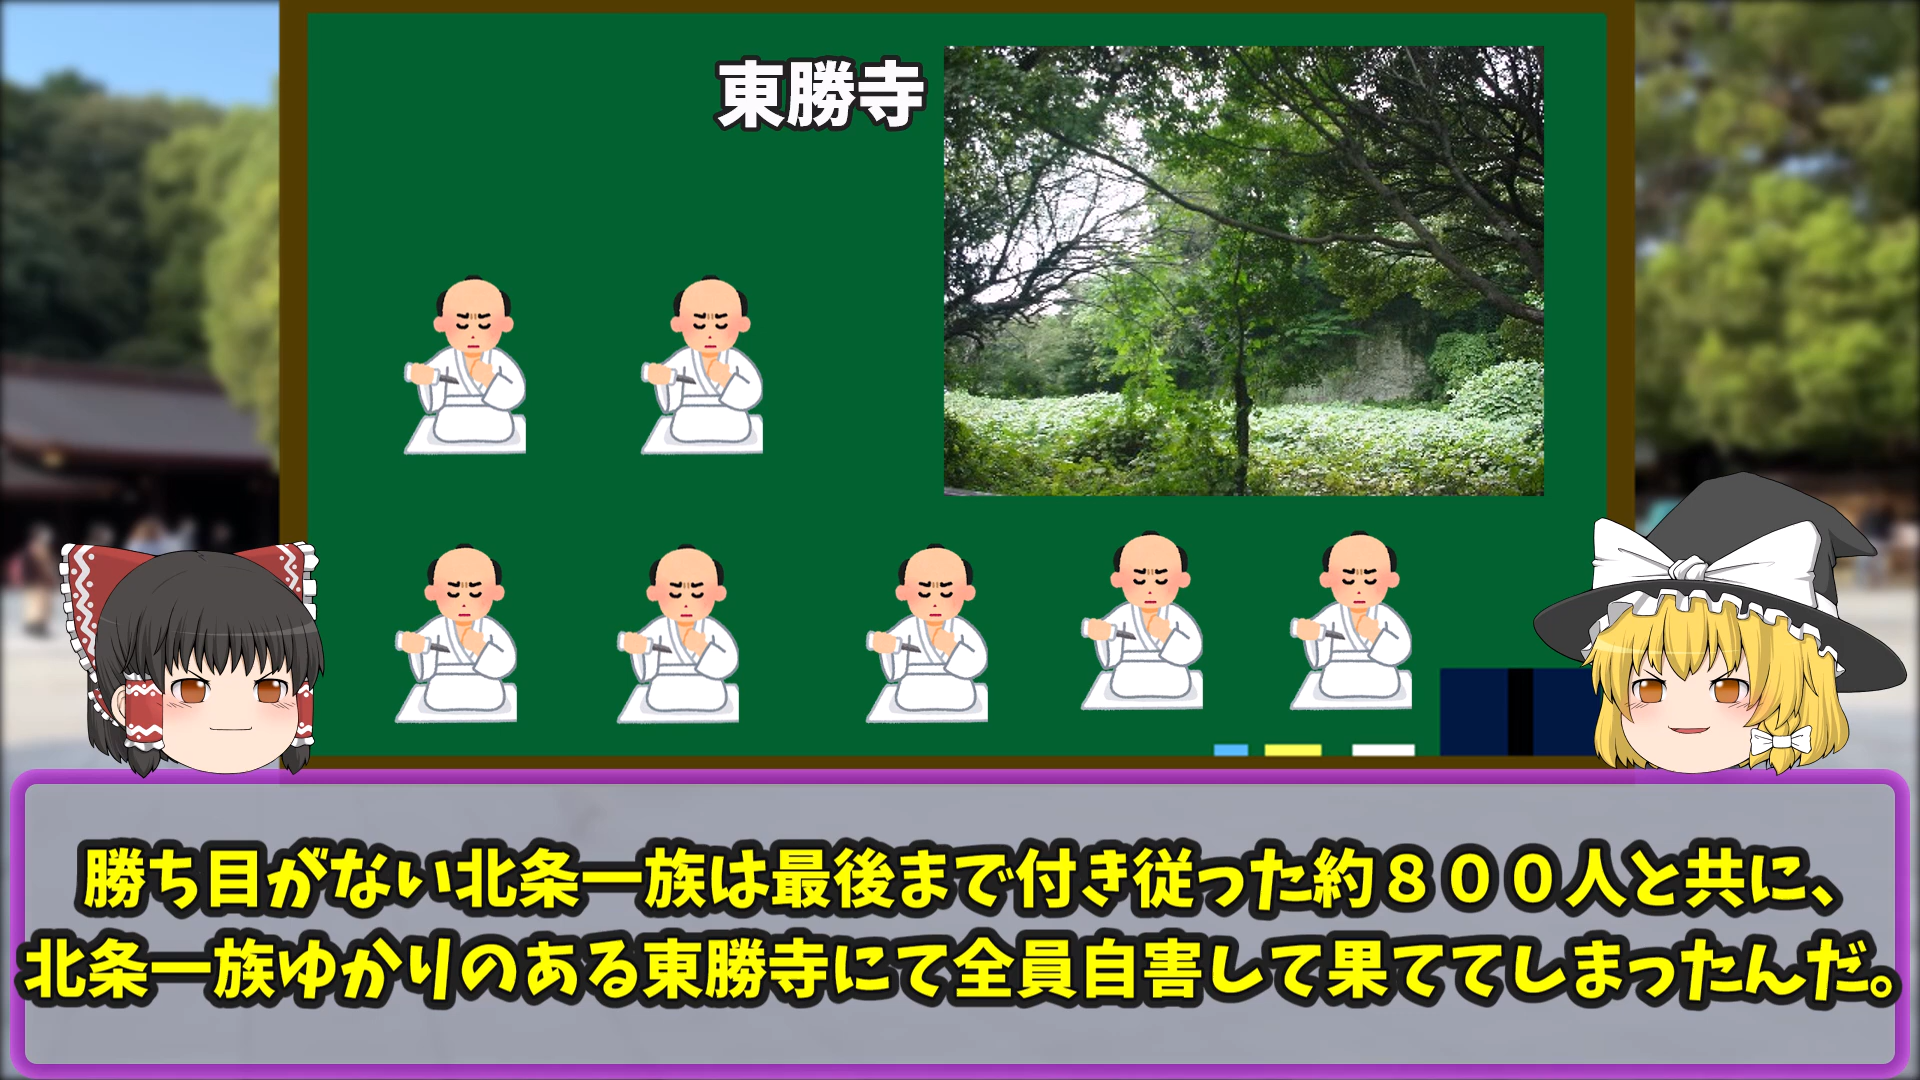 東勝寺
勝ち目がない北条一族は最後まで付き従った約８００人と共に、
北条一族ゆかりのある東勝寺にて全員自害して果ててしまったんだ。